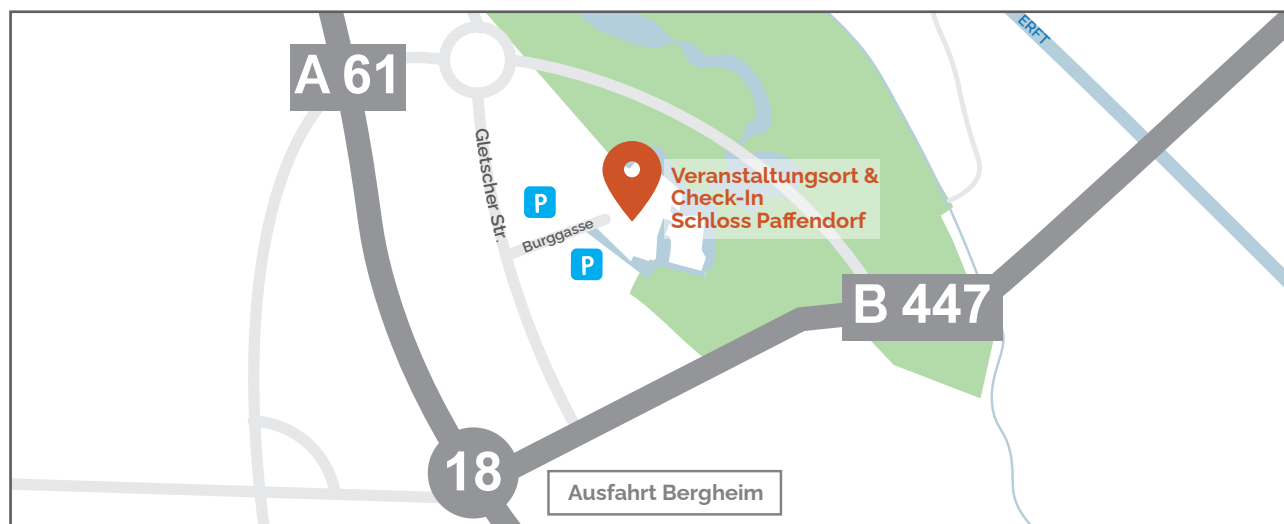 ERFT
A 61
Gletscher Str.
P
Veranstaltungsort &
Check-In
Schloss Paffendorf
Burggasse
P
B 447
18
Ausfahrt Bergheim